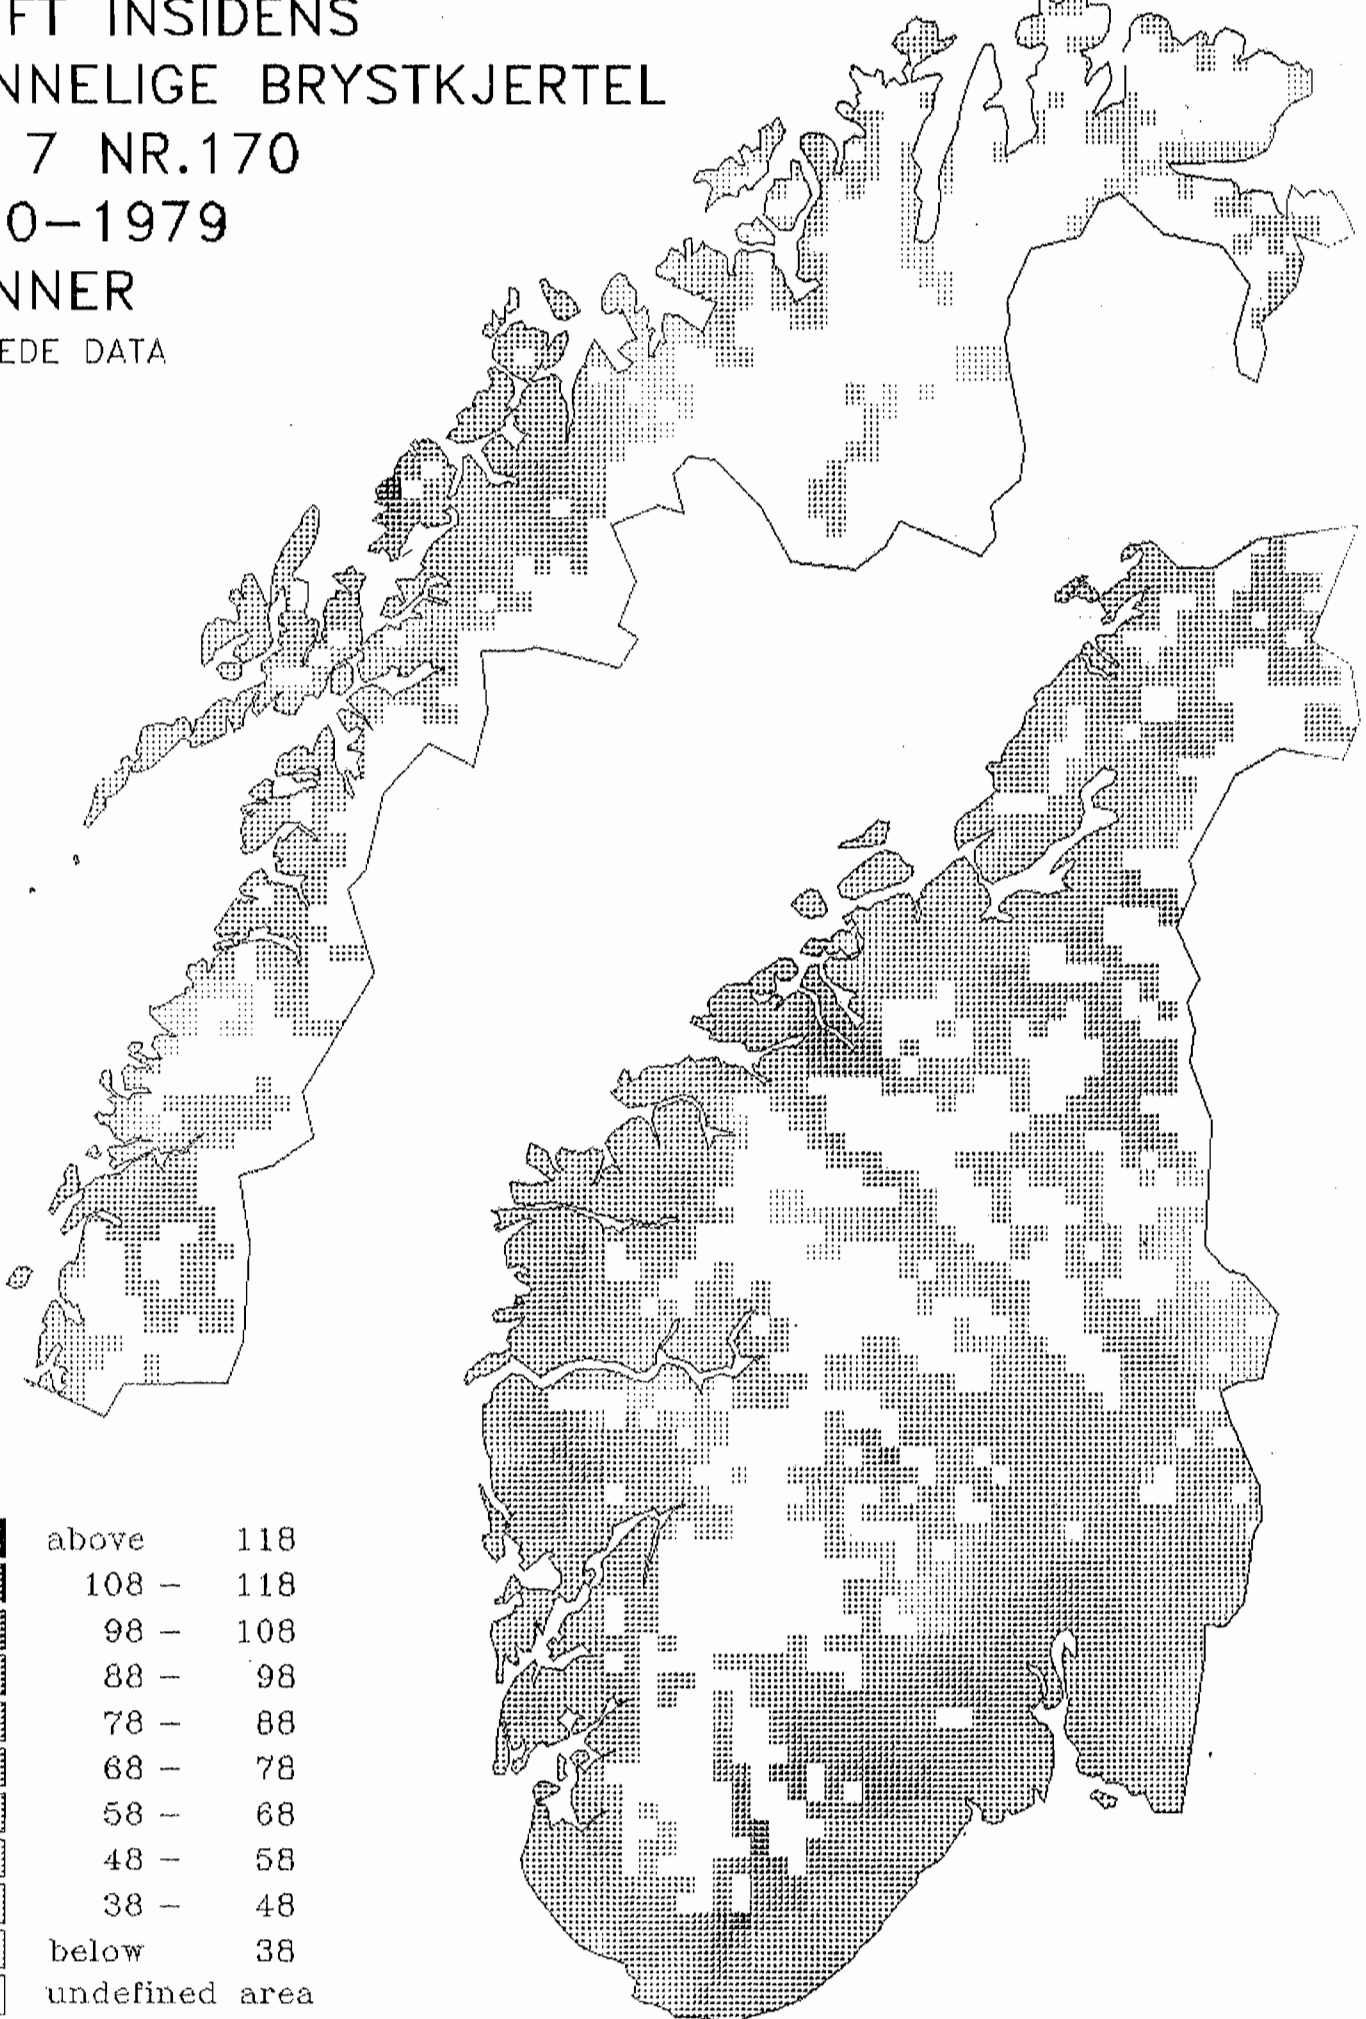 FT INSIDENS
NNELIGE BRYSTKJERTEL
7 NR.170
0-1979
NNER
EDE DATA
above 118
108 - 118
98 - 108
88 - 98
78 - 88
68 - 78
58 - 68
48 - 58
38 - 48
below 38
undefined area